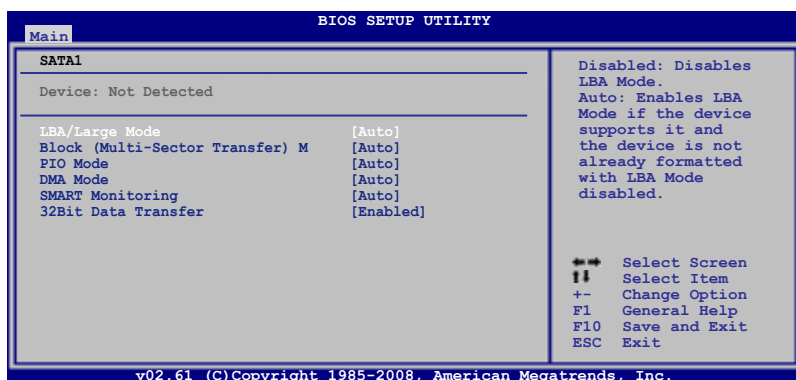 BIOS SETUP UTILITY
Main
SATA1
Device: Not Detected
LBA/Large Mode [Auto]
Block (Multi-Sector Transfer) M [Auto]
PIO Mode [Auto]
DMA Mode [Auto]
SMART Monitoring [Auto]
32Bit Data Transfer [Enabled]
Disabled: Disables
LBA Mode.
Auto: Enables LBA
Mode if the device
supports it and
the device is not
already formatted
with LBA Mode
disabled.
Select Screen
Select Item
+- Change Option
F1 General Help
F10 Save and Exit
ESC Exit
v02.61 (C)Copyright 1985-2008, American Megatrends, Inc.